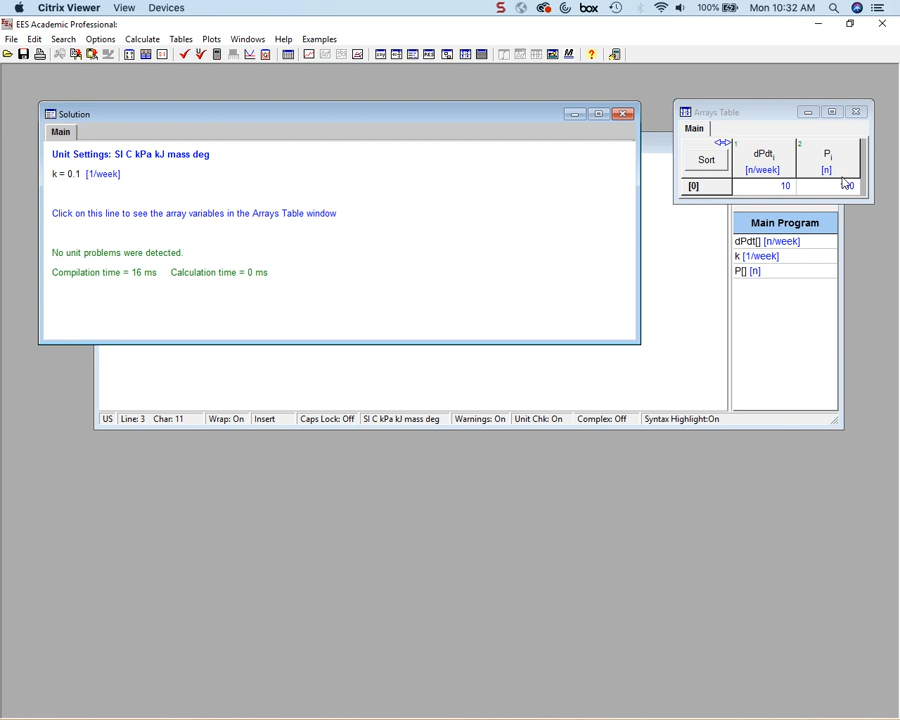 Citrix Viewer View Devices 100% Mon 10:32 AM
box
EES Academic Professional:
File Edit Search Options Calculate Tables Plots Windows Help Examples
Solution
Main
Unit Settings: SI C kPa kJ mass deg
k = 0.1 [1/week]
Click on this line to see the array variables in the Arrays Table window
No unit problems were detected.
Compilation time = 16 ms Calculation time = 0 ms
Arrays Table
Main
Sort
1 dPdti [n/week]
2 Pi [n]
[0] 10
Main Program
dPdt[] [n/week]
k [1/week]
P[] [n]
US Line: 3 Char: 11 Wrap: On Insert Caps Lock: Off SI C kPa kJ mass deg Warnings: On Unit Chk: On Complex: Off Syntax Highlight:On